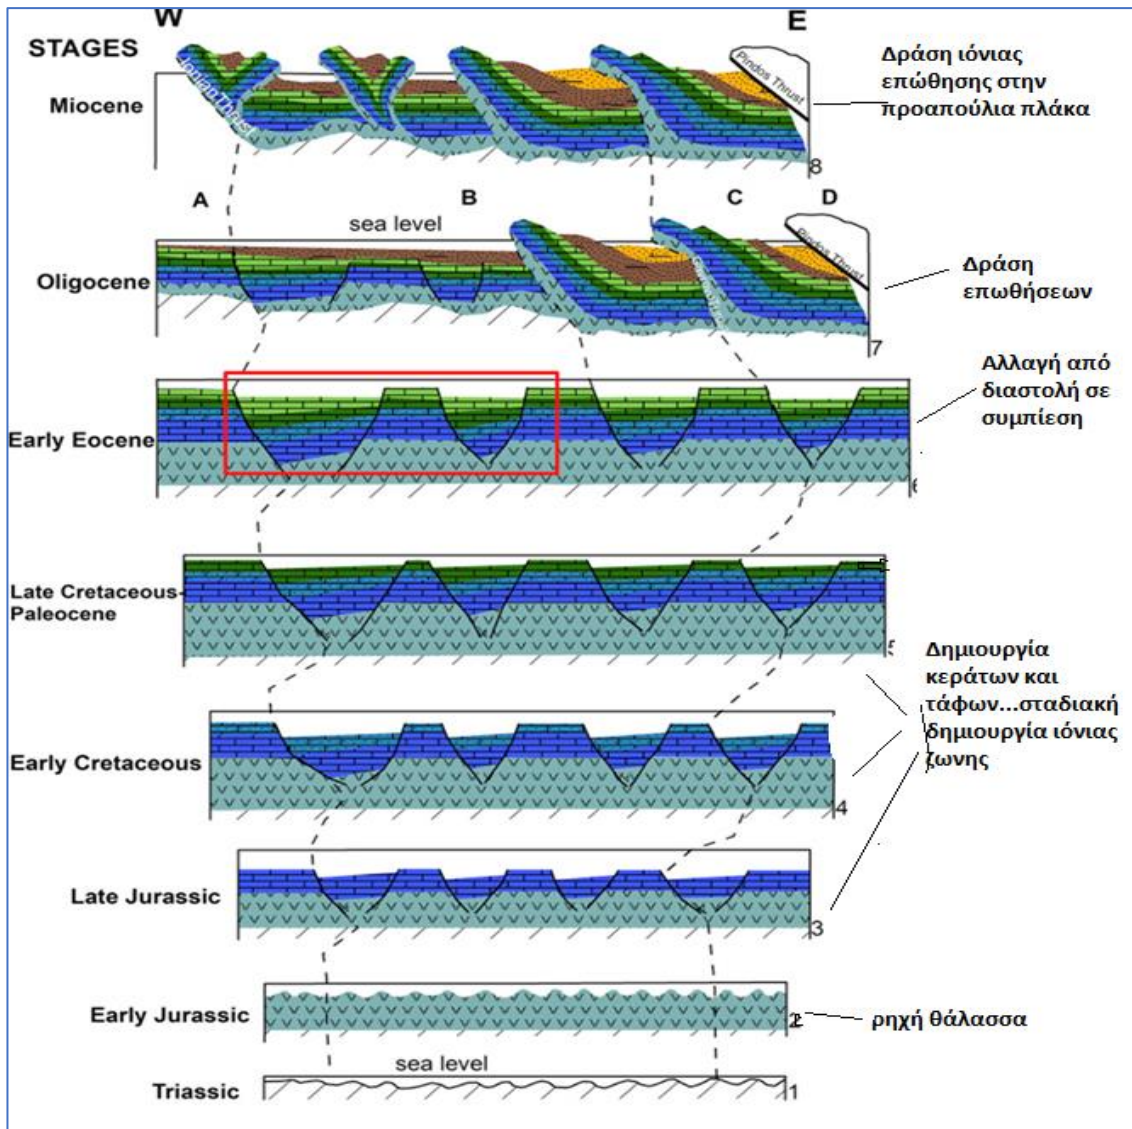 W
E
STAGES
Miocene
Ionian Thrust
Pindos Thrust
8
Δράση ιόνιας
επώθησης στην
προαπούλια πλάκα
A
B
C
D
sea level
Oligocene
Pindos Thrust
7
Δράση
επωθήσεων
Early Eocene
6
Αλλαγή από
διαστολή σε
συμπίεση
Late Cretaceous-
Paleocene
5
Δημιουργία
κεράτων και
τάφων...σταδιακή
δημιουργία ιόνιας
ζωνης
Early Cretaceous
4
Late Jurassic
3
Early Jurassic
2
ρηχή θάλασσα
sea level
Triassic
1